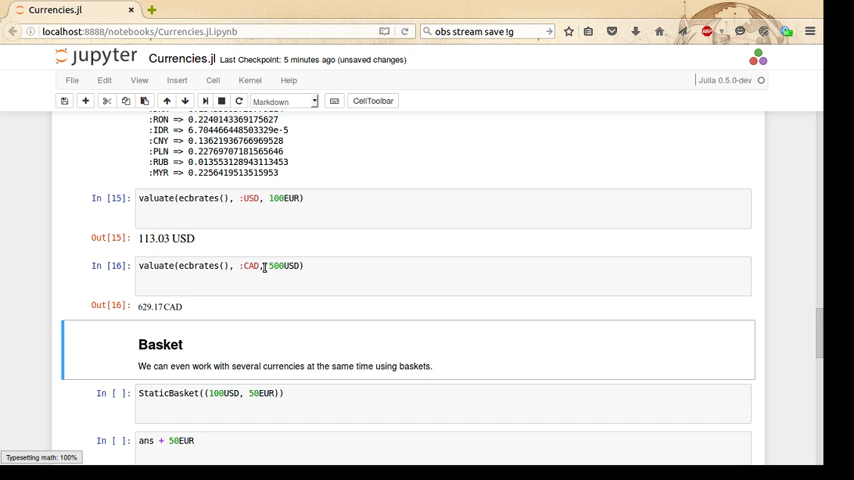 Currencies.jl
localhost:8888/notebooks/Currencies.jl.ipynb
obs stream save !g
ABP
jupyter
Currencies.jl Last Checkpoint: 5 minutes ago (unsaved changes)
File Edit View Insert Cell Kernel Help
Julia 0.5.0-dev
Markdown
CellToolbar
:RON => 0.2240143369175627
:IDR => 6.704466448503329e-5
:CNY => 0.13621936766969528
:PLN => 0.22769707181565646
:RUB => 0.013553128943113453
:MYR => 0.2256419513515953
In [15]: valuate(ecbrates(), :USD, 100EUR)
Out[15]: 113.03 USD
In [16]: valuate(ecbrates(), :CAD, 500USD)
Out[16]: 629.17 CAD
Basket
We can even work with several currencies at the same time using baskets.
In [ ]: StaticBasket((100USD, 50EUR))
In [ ]: ans + 50EUR
Typesetting math: 100%